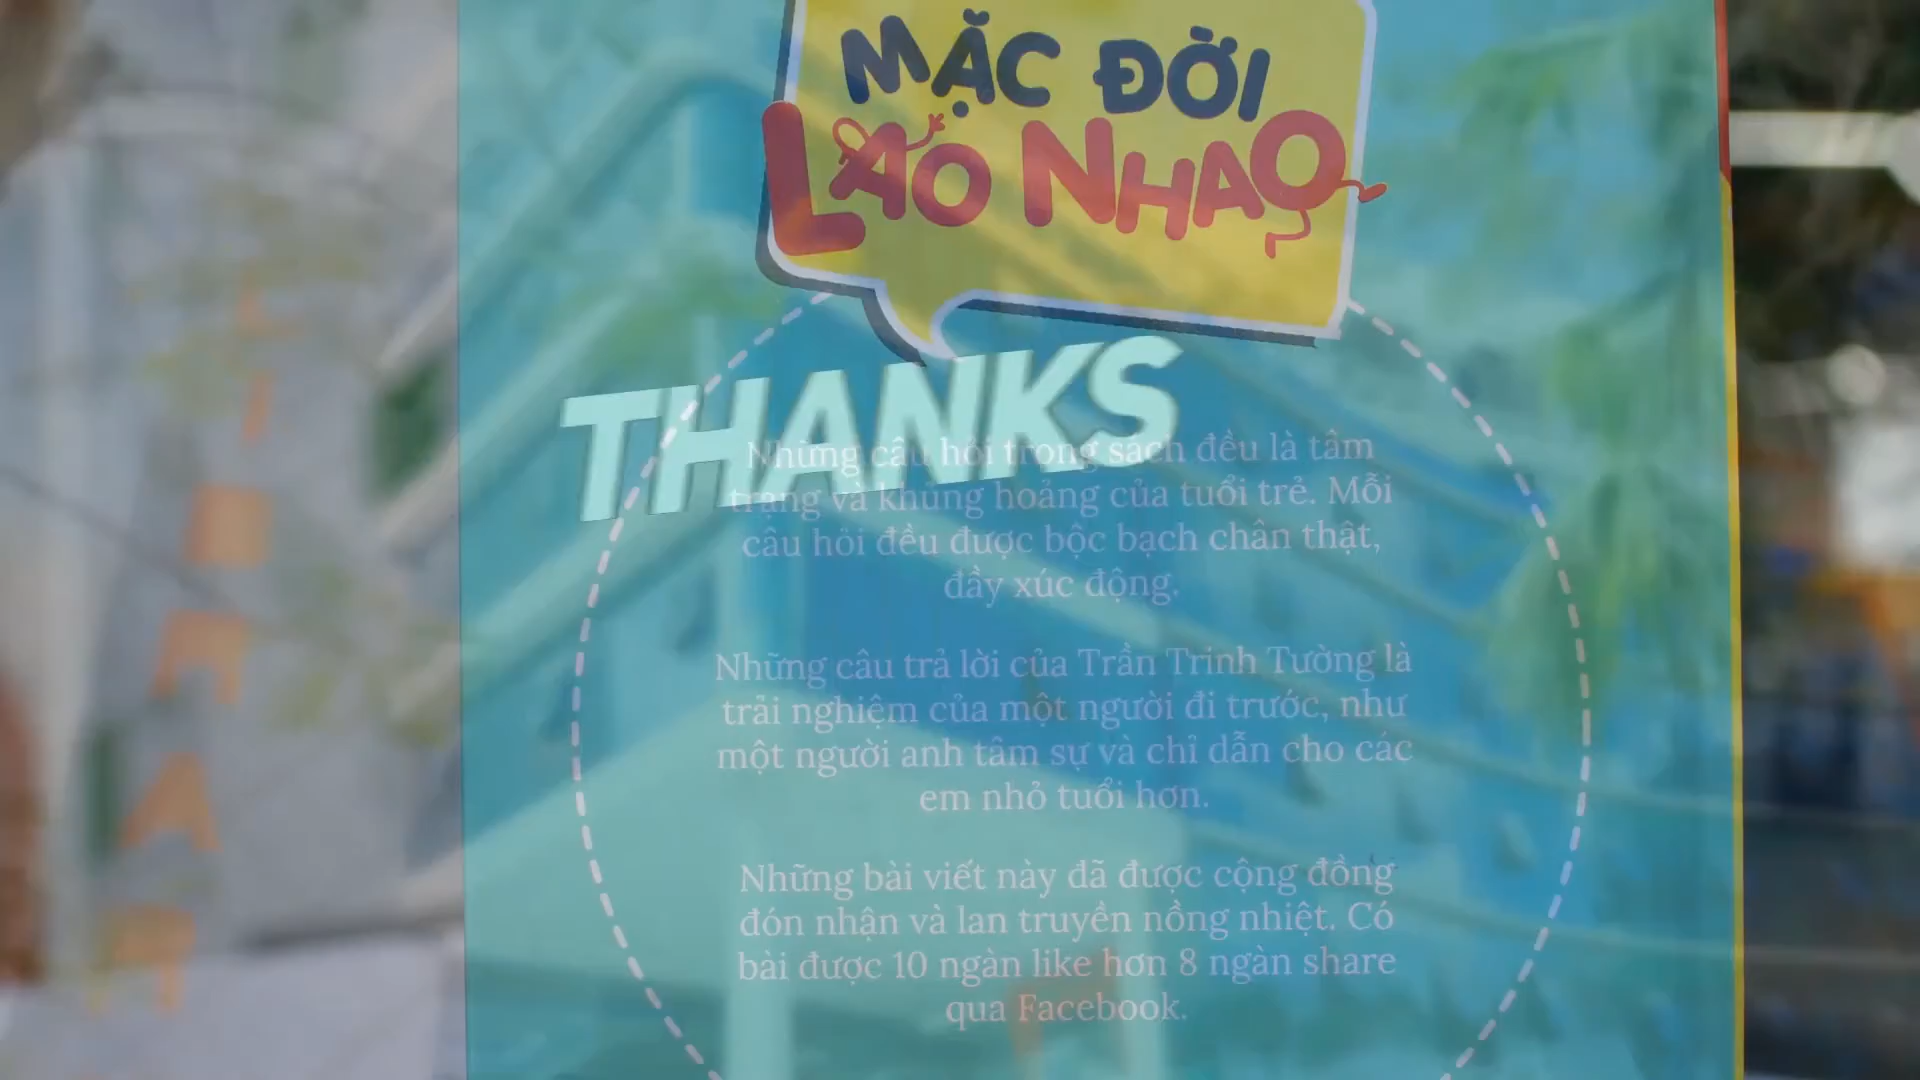 MẶC ĐỜI
LAO NHAO
THANKS
Những câu hỏi trong sách đều là tâm
trạng và khủng hoảng của tuổi trẻ. Mỗi
câu hỏi đều được bộc bạch chân thật,
đầy xúc động.
Những câu trả lời của Trần Trinh Tường là
trải nghiệm của một người đi trước, như
một người anh tâm sự và chỉ dẫn cho các
em nhỏ tuổi hơn.
Những bài viết này đã được cộng đồng
đón nhận và lan truyền nồng nhiệt. Có
bài được 10 ngàn like hơn 8 ngàn share
qua Facebook.